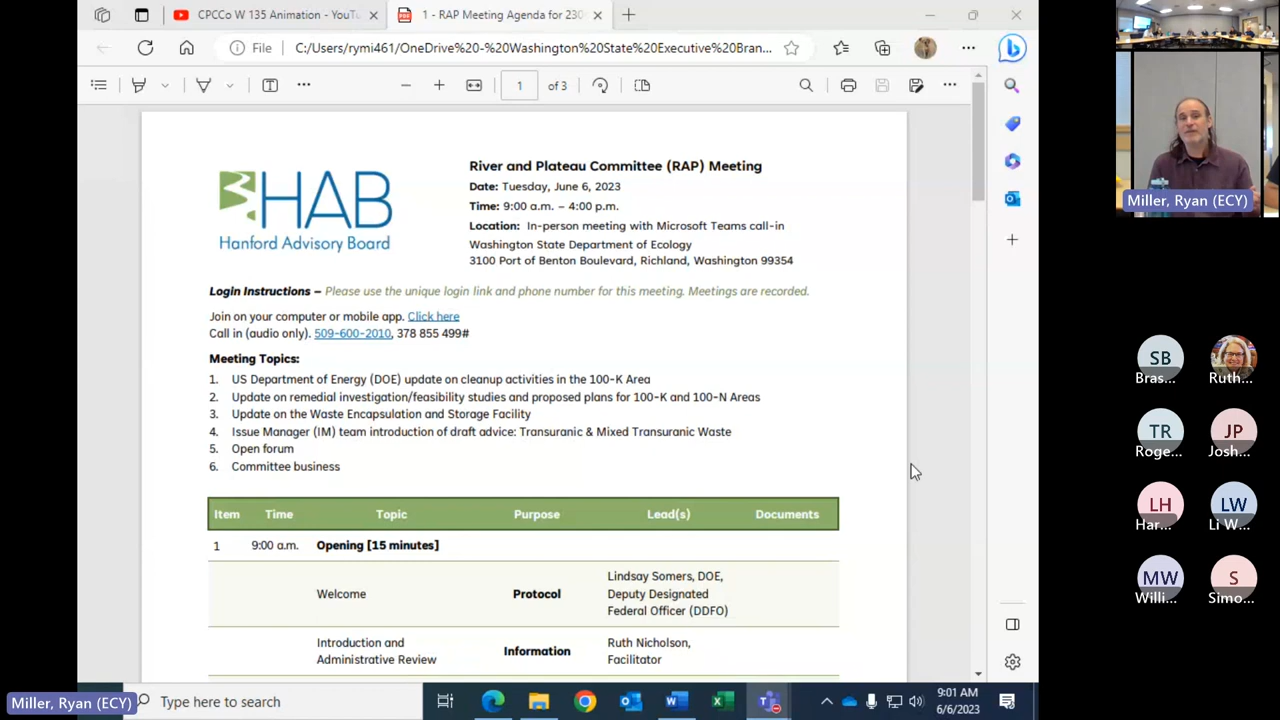 CPCCo W 135 Animation - YouTu
1 - RAP Meeting Agenda for 230
File
C:/Users/rymi461/OneDrive%20-%20Washington%20State%20Executive%20Bran...
1
of 3
HAB
Hanford Advisory Board
River and Plateau Committee (RAP) Meeting
Date: Tuesday, June 6, 2023
Time: 9:00 a.m. – 4:00 p.m.
Location: In-person meeting with Microsoft Teams call-in
Washington State Department of Ecology
3100 Port of Benton Boulevard, Richland, Washington 99354
Login Instructions – Please use the unique login link and phone number for this meeting. Meetings are recorded.
Join on your computer or mobile app. Click here
Call in (audio only). 509-600-2010, 378 855 499#
Meeting Topics:
1. US Department of Energy (DOE) update on cleanup activities in the 100-K Area
2. Update on remedial investigation/feasibility studies and proposed plans for 100-K and 100-N Areas
3. Update on the Waste Encapsulation and Storage Facility
4. Issue Manager (IM) team introduction of draft advice: Transuranic & Mixed Transuranic Waste
5. Open forum
6. Committee business
Item Time Topic Purpose Lead(s) Documents
1 9:00 a.m. Opening [15 minutes]
Welcome Protocol Lindsay Somers, DOE,
Deputy Designated
Federal Officer (DDFO)
Introduction and
Administrative Review
Information
Ruth Nicholson,
Facilitator
Miller, Ryan (ECY)
SB
Bras...
Ruth...
TR
Roge...
JP
Josh...
LH
Har...
LW
Li W...
MW
Willi...
S
Simo...
Miller, Ryan (ECY)
Type here to search
9:01 AM
6/6/2023